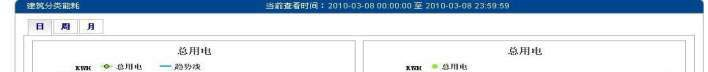 建筑分类能耗 当前查看时间：2010-03-08 00:00:00 至 2010-03-08 23:59:59
日 周 月
总用电 总用电
KWH 总用电 趋势线 KWH 总用电